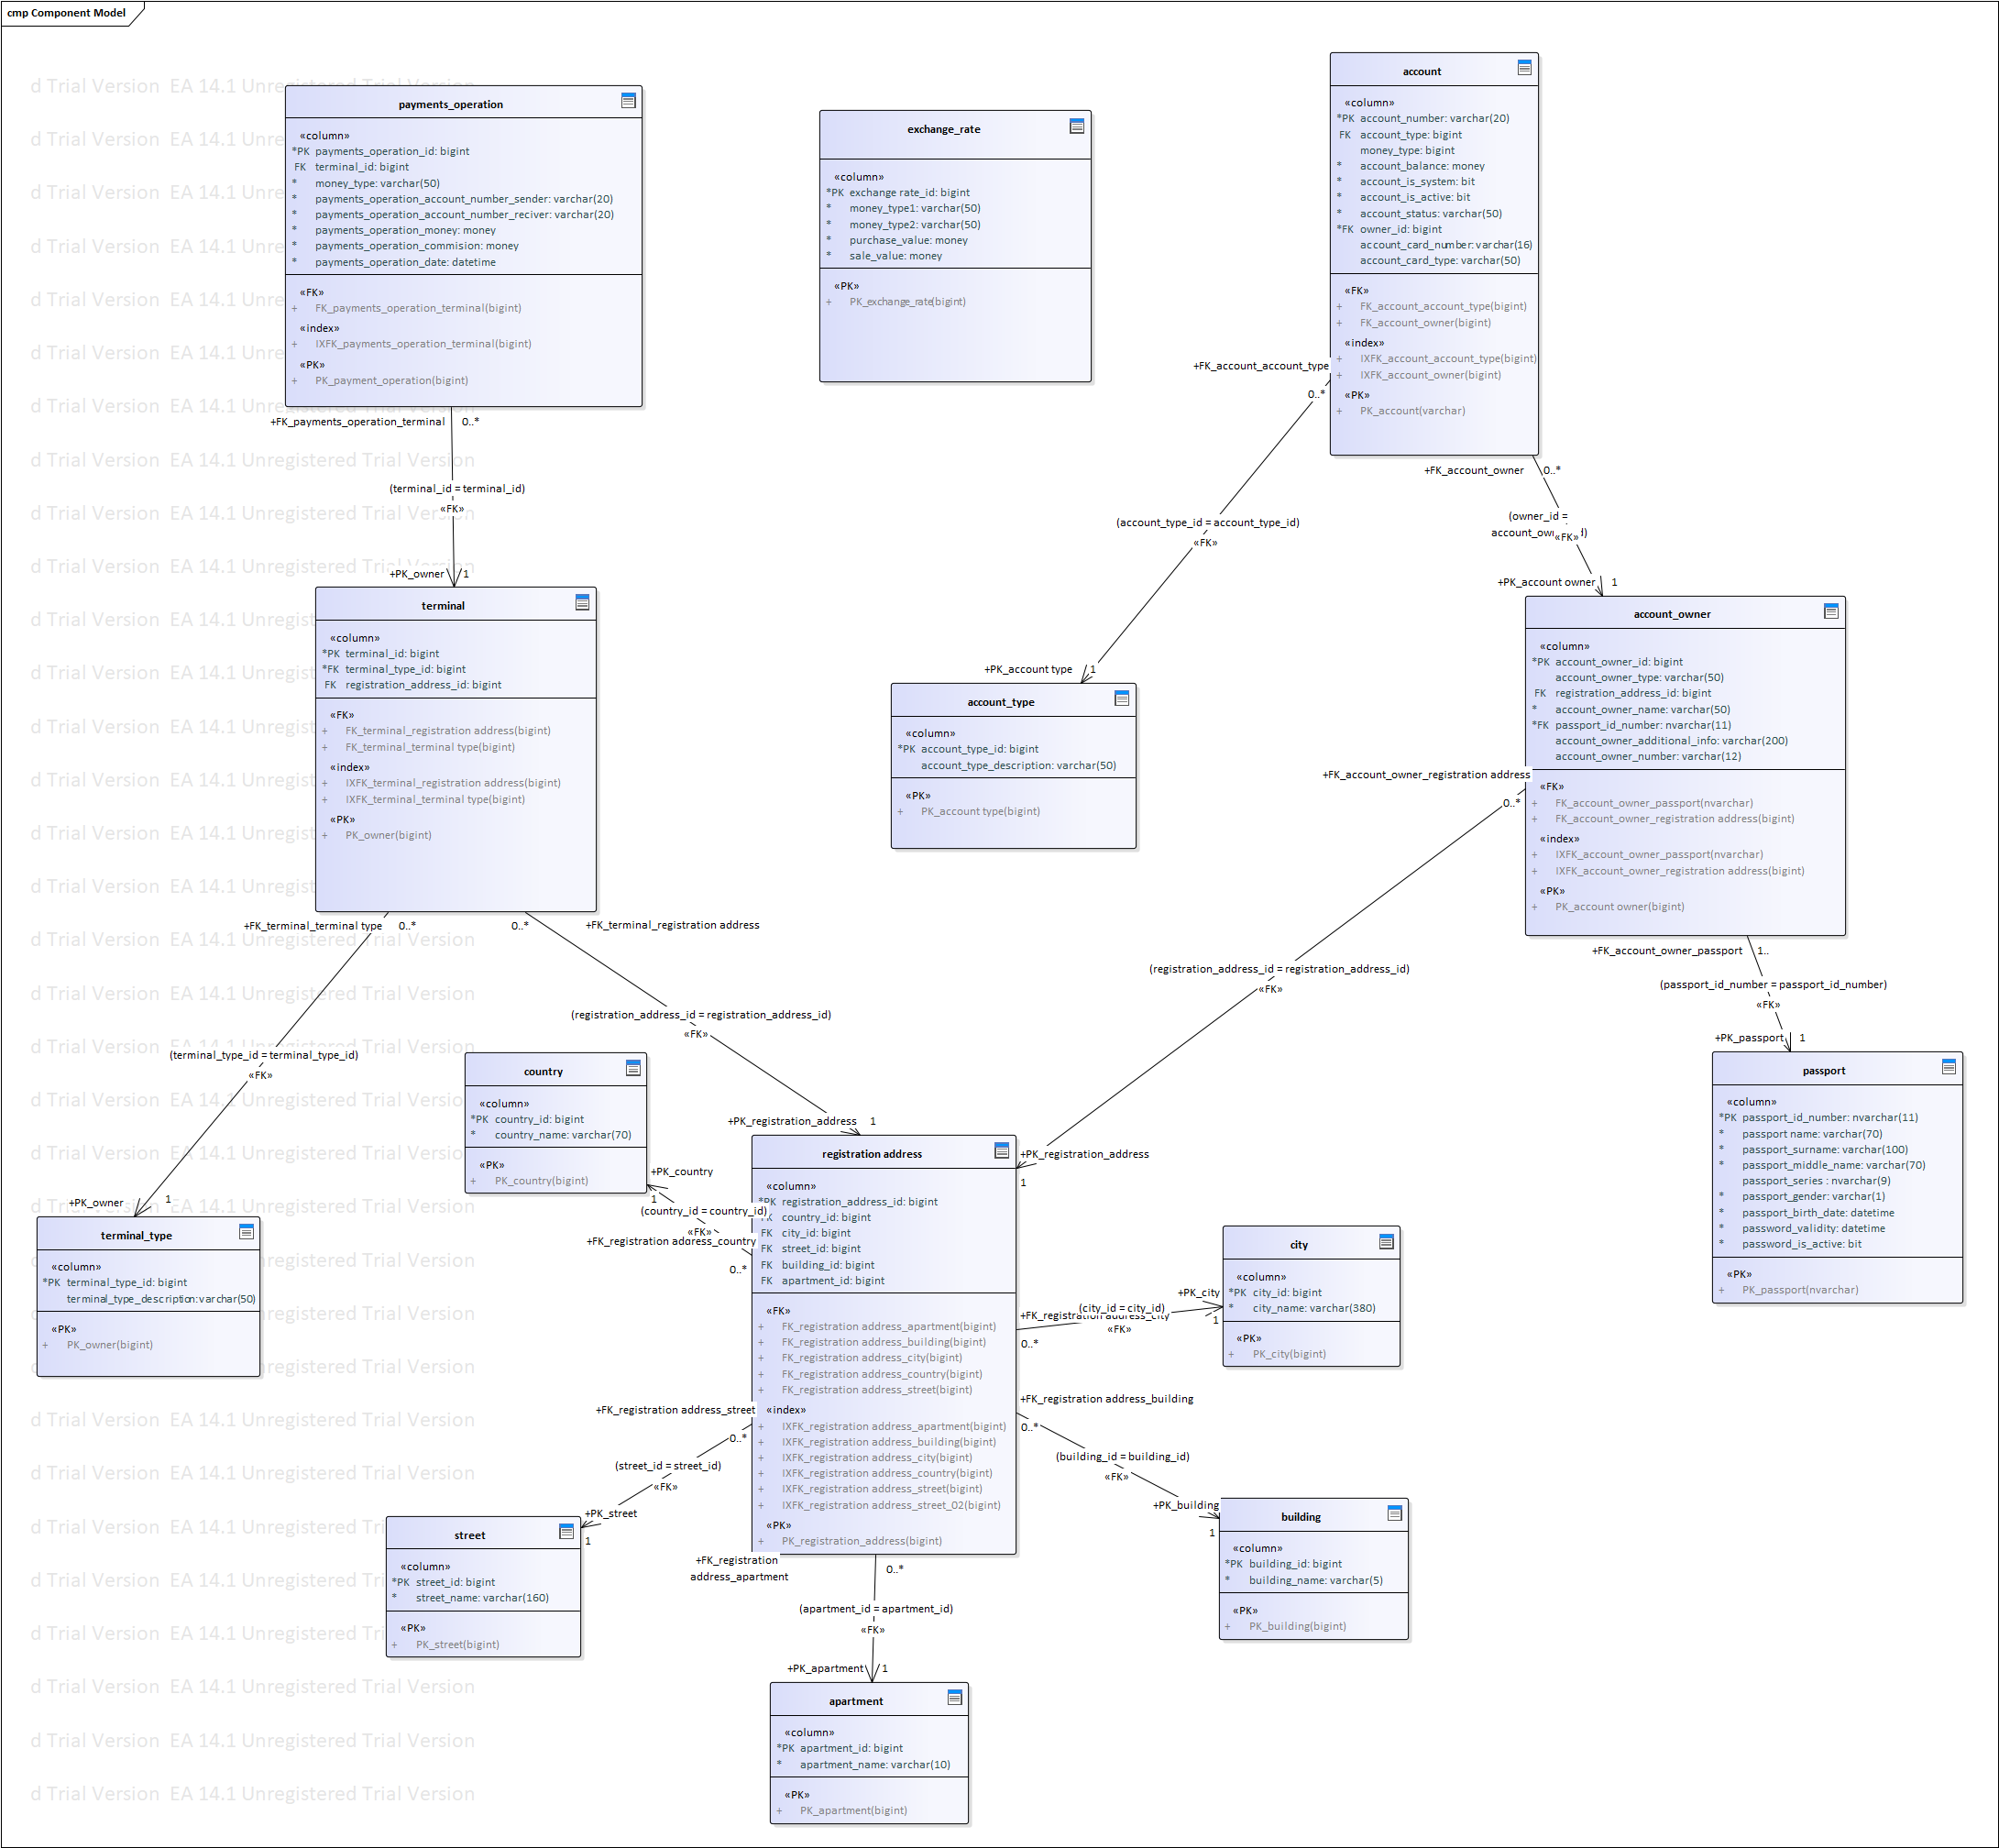 cmp Component Model
d Trial Version  EA 14.1 Unregistered Trial Version
payments_operation
«column»
*PK payments_operation_id: bigint
FK terminal_id: bigint
* money_type: varchar(50)
* payments_operation_account_number_sender: varchar(20)
* payments_operation_account_number_reciver: varchar(20)
* payments_operation_money: money
* payments_operation_commision: money
* payments_operation_date: datetime
«FK»
+ FK_payments_operation_terminal(bigint)
«index»
+ IXFK_payments_operation_terminal(bigint)
«PK»
+ PK_payment_operation(bigint)
exchange_rate
«column»
*PK exchange rate_id: bigint
* money_type1: varchar(50)
* money_type2: varchar(50)
* purchase_value: money
* sale_value: money
«PK»
+ PK_exchange_rate(bigint)
account
«column»
*PK account_number: varchar(20)
FK account_type: bigint
money_type: bigint
* account_balance: money
* account_is_system: bit
* account_is_active: bit
* account_status: varchar(50)
*FK owner_id: bigint
account_card_number: varchar(16)
account_card_type: varchar(50)
«FK»
+ FK_account_account_type(bigint)
+ FK_account_owner(bigint)
«index»
+ IXFK_account_account_type(bigint)
+ IXFK_account_owner(bigint)
«PK»
+ PK_account(varchar)
+FK_payments_operation_terminal 0..*
(terminal_id = terminal_id)
«FK»
+PK_owner 1
+FK_account_account_type
0..*
(account_type_id = account_type_id)
«FK»
+PK_account type 1
+FK_account_owner 0..*
(owner_id =
«FK»
+PK_account owner 1
terminal
«column»
*PK terminal_id: bigint
*FK terminal_type_id: bigint
FK registration_address_id: bigint
«FK»
+ FK_terminal_registration address(bigint)
+ FK_terminal_terminal type(bigint)
«index»
+ IXFK_terminal_registration address(bigint)
+ IXFK_terminal_terminal type(bigint)
«PK»
+ PK_owner(bigint)
account_type
«column»
*PK account_type_id: bigint
account_type_description: varchar(50)
«PK»
+ PK_account type(bigint)
account_owner
«column»
*PK account_owner_id: bigint
account_owner_type: varchar(50)
FK registration_address_id: bigint
* account_owner_name: varchar(50)
*FK passport_id_number: nvarchar(11)
account_owner_additional_info: varchar(200)
account_owner_number: varchar(12)
«FK»
+ FK_account_owner_passport(nvarchar)
+ FK_account_owner_registration address(bigint)
«index»
+ IXFK_account_owner_passport(nvarchar)
+ IXFK_account_owner_registration address(bigint)
«PK»
+ PK_account owner(bigint)
+FK_terminal_terminal type 0..*
(terminal_type_id = terminal_type_id)
«FK»
+PK_owner 1
0..* +FK_terminal_registration address
(registration_address_id = registration_address_id)
«FK»
+PK_registration_address 1
+FK_account_owner_registration address
0..*
(registration_address_id = registration_address_id)
«FK»
+PK_registration_address
1
+FK_account_owner_passport 1..
(passport_id_number = passport_id_number)
«FK»
+PK_passport 1
country
«column»
*PK country_id: bigint
* country_name: varchar(70)
«PK»
+ PK_country(bigint)
+PK_country
1
(country_id = country_id)
«FK»
+FK_registration address_country
0..*
terminal_type
«column»
*PK terminal_type_id: bigint
terminal_type_description: varchar(50)
«PK»
+ PK_owner(bigint)
registration address
«column»
*PK registration_address_id: bigint
FK country_id: bigint
FK city_id: bigint
FK street_id: bigint
FK building_id: bigint
FK apartment_id: bigint
«FK»
+ FK_registration address_apartment(bigint)
+ FK_registration address_building(bigint)
+ FK_registration address_city(bigint)
+ FK_registration address_country(bigint)
+ FK_registration address_street(bigint)
«index»
+ IXFK_registration address_apartment(bigint)
+ IXFK_registration address_building(bigint)
+ IXFK_registration address_city(bigint)
+ IXFK_registration address_country(bigint)
+ IXFK_registration address_street(bigint)
+ IXFK_registration address_street_02(bigint)
«PK»
+ PK_registration_address(bigint)
passport
«column»
*PK passport_id_number: nvarchar(11)
* passport name: varchar(70)
* passport_surname: varchar(100)
* passport_middle_name: varchar(70)
passport_series : nvarchar(9)
* passport_gender: varchar(1)
* passport_birth_date: datetime
* password_validity: datetime
* password_is_active: bit
«PK»
+ PK_passport(nvarchar)
city
«column»
*PK city_id: bigint
* city_name: varchar(380)
«PK»
+ PK_city(bigint)
+PK_city
1
(city_id = city_id)
+FK_registration address_city
«FK»
0..*
+FK_registration address_building
0..*
(building_id = building_id)
«FK»
+PK_building
1
building
«column»
*PK building_id: bigint
* building_name: varchar(5)
«PK»
+ PK_building(bigint)
+FK_registration address_street
0..*
(street_id = street_id)
«FK»
+PK_street
1
street
«column»
*PK street_id: bigint
* street_name: varchar(160)
«PK»
+ PK_street(bigint)
+FK_registration
address_apartment
0..*
(apartment_id = apartment_id)
«FK»
+PK_apartment 1
apartment
«column»
*PK apartment_id: bigint
* apartment_name: varchar(10)
«PK»
+ PK_apartment(bigint)